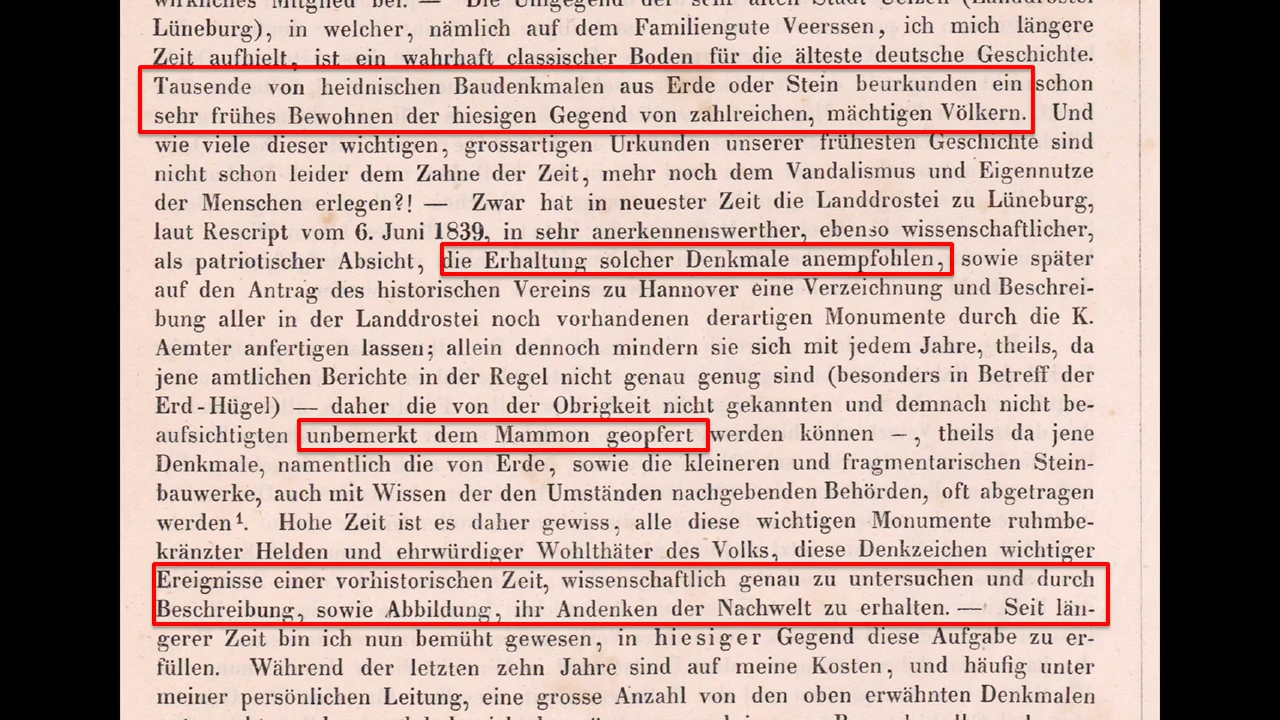 wirkliches Mitglied bei. — Die Umgegend der sehr alten Stadt Uelzen (Landdrostei
Lüneburg), in welcher, nämlich auf dem Familiengute Veerssen, ich mich längere
Zeit aufhielt, ist ein wahrhaft classischer Boden für die älteste deutsche Geschichte.
Tausende von heidnischen Baudenkmalen aus Erde oder Stein beurkunden ein schon
sehr frühes Bewohnen der hiesigen Gegend von zahlreichen, mächtigen Völkern. Und
wie viele dieser wichtigen, grossartigen Urkunden unserer frühesten Geschichte sind
nicht schon leider dem Zahne der Zeit, mehr noch dem Vandalismus und Eigennutze
der Menschen erlegen?! — Zwar hat in neuester Zeit die Landdrostei zu Lüneburg,
laut Rescript vom 6. Juni 1839, in sehr anerkennenswerther, ebenso wissenschaftlicher,
als patriotischer Absicht, die Erhaltung solcher Denkmale anempfohlen, sowie später
auf den Antrag des historischen Vereins zu Hannover eine Verzeichnung und Beschrei-
bung aller in der Landdrostei noch vorhandenen derartigen Monumente durch die K.
Aemter anfertigen lassen; allein dennoch mindern sie sich mit jedem Jahre, theils, da
jene amtlichen Berichte in der Regel nicht genau genug sind (besonders in Betreff der
Erd-Hügel) — daher die von der Obrigkeit nicht gekannten und demnach nicht be-
aufsichtigten unbemerkt dem Mammon geopfert werden können —, theils da jene
Denkmale, namentlich die von Erde, sowie die kleineren und fragmentarischen Stein-
bauwerke, auch mit Wissen der den Umständen nachgebenden Behörden, oft abgetragen
werden¹. Hohe Zeit ist es daher gewiss, alle diese wichtigen Monumente ruhmbe-
kränzter Helden und ehrwürdiger Wohlthäter des Volks, diese Denkzeichen wichtiger
Ereignisse einer vorhistorischen Zeit, wissenschaftlich genau zu untersuchen und durch
Beschreibung, sowie Abbildung, ihr Andenken der Nachwelt zu erhalten. — Seit län-
gerer Zeit bin ich nun bemüht gewesen, in hiesiger Gegend diese Aufgabe zu er-
füllen. Während der letzten zehn Jahre sind auf meine Kosten, und häufig unter
meiner persönlichen Leitung, eine grosse Anzahl von den oben erwähnten Denkmalen